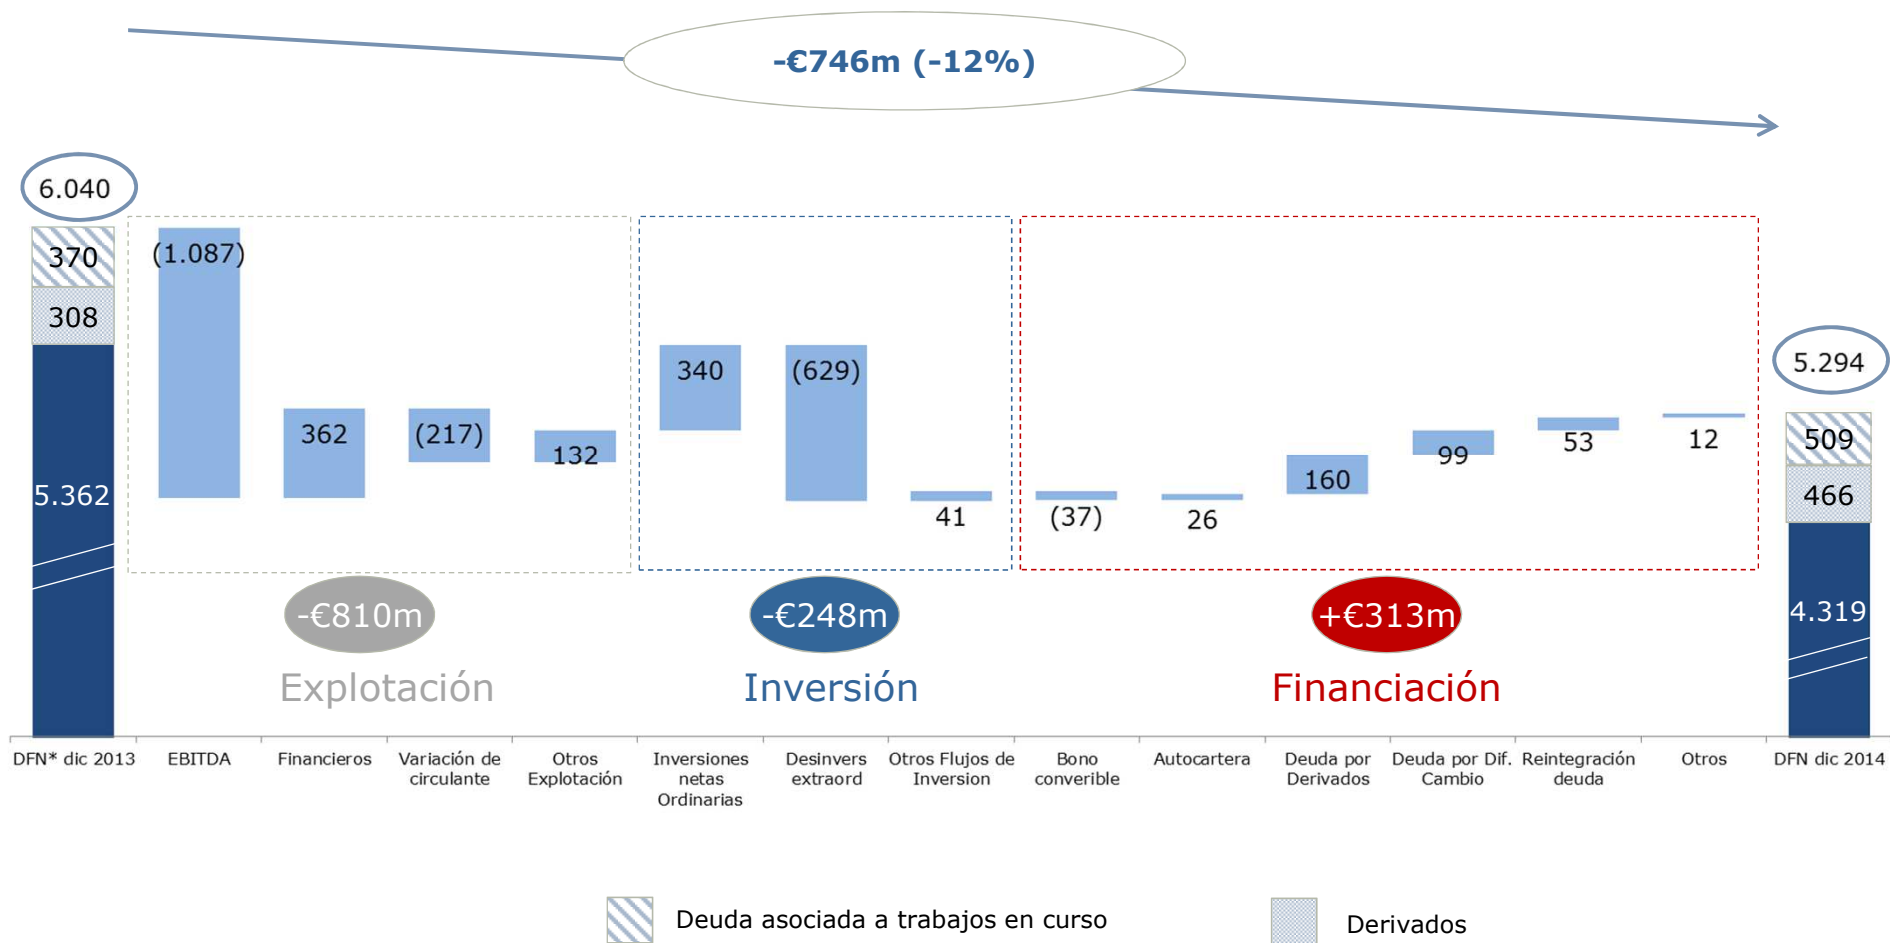 -€746m (-12%)
6.040
370
308
5.362
(1.087)
362
(217)
132
340
(629)
41
(37)
26
160
99
53
12
5.294
509
466
4.319
-€810m
-€248m
+€313m
Explotación
Inversión
Financiación
DFN* dic 2013
EBITDA
Financieros
Variación de
circulante
Otros
Explotación
Inversiones
netas
Ordinarias
Desinvers
extraord
Otros Flujos de
Inversion
Bono
converible
Autocartera
Deuda por
Derivados
Deuda por Dif.
Cambio
Reintegración
deuda
Otros
DFN dic 2014
Deuda asociada a trabajos en curso
Derivados